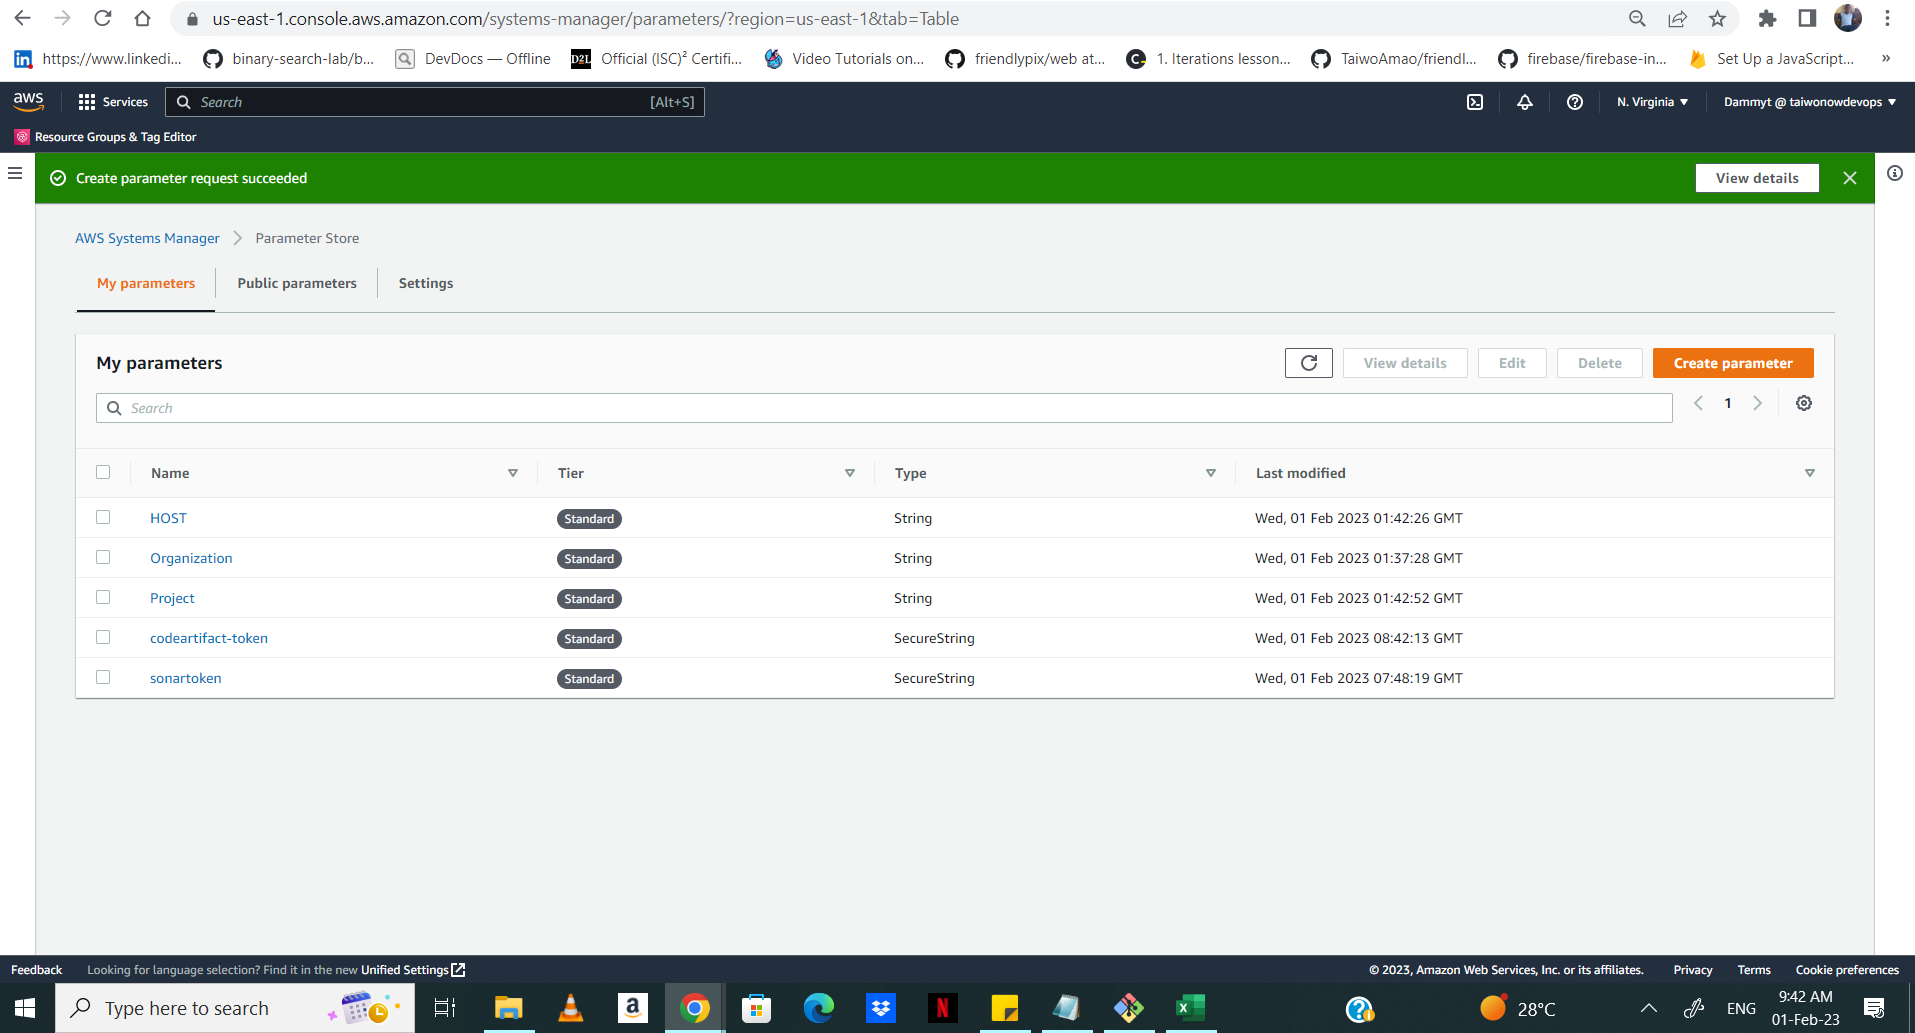 us-east-1.console.aws.amazon.com/systems-manager/parameters/?region=us-east-1&tab=Table
https://www.linkedi... binary-search-lab/b... DevDocs — Offline D2L Official (ISC)² Certifi... Video Tutorials on... friendlypix/web at... 1. Iterations lesson... TaiwoAmao/friendl... firebase/firebase-in... Set Up a JavaScript... »
aws Services Search [Alt+S] N. Virginia Dammyt @ taiwonowdevops
Resource Groups & Tag Editor
Create parameter request succeeded View details
AWS Systems Manager Parameter Store
My parameters Public parameters Settings
My parameters View details Edit Delete Create parameter
Search 1
Name Tier Type Last modified
HOST Standard String Wed, 01 Feb 2023 01:42:26 GMT
Organization Standard String Wed, 01 Feb 2023 01:37:28 GMT
Project Standard String Wed, 01 Feb 2023 01:42:52 GMT
codeartifact-token Standard SecureString Wed, 01 Feb 2023 08:42:13 GMT
sonartoken Standard SecureString Wed, 01 Feb 2023 07:48:19 GMT
Feedback Looking for language selection? Find it in the new Unified Settings © 2023, Amazon Web Services, Inc. or its affiliates. Privacy Terms Cookie preferences
Type here to search 28°C ENG 9:42 AM
01-Feb-23